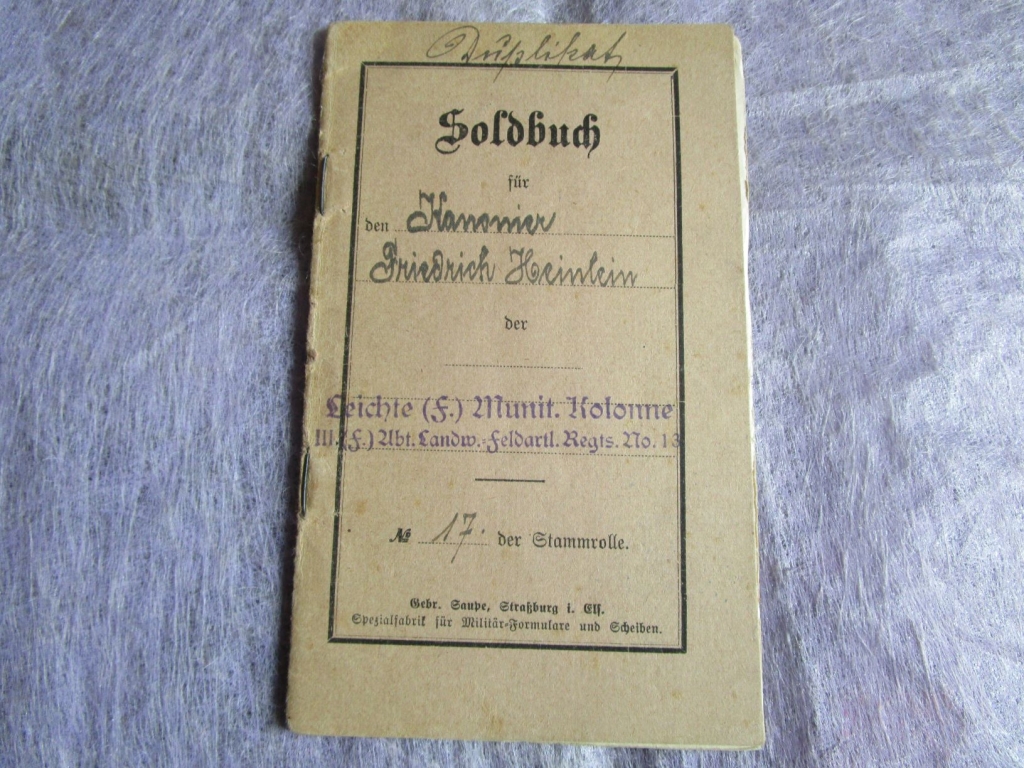 Duplikat
Soldbuch
für
den Kanonier
Friedrich Heinlein
der
Leichte (F.) Munit. Kolonne
III. (F.) Abt. Landw.-Feldartl. Regts. No. 13
№ 17. der Stammrolle.
Gebr. Saupe, Straßburg i. Els.
Spezialfabrik für Militär-Formulare und Scheiben.